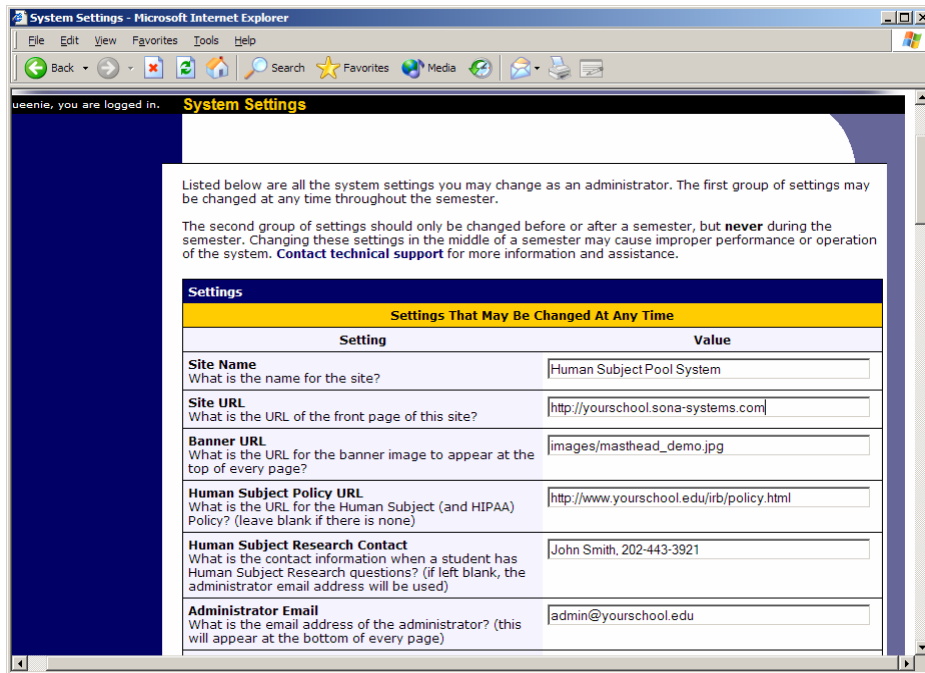 System Settings - Microsoft Internet Explorer
File Edit View Favorites Tools Help
Back Search Favorites Media
ueenie, you are logged in. System Settings
Listed below are all the system settings you may change as an administrator. The first group of settings may
be changed at any time throughout the semester.
The second group of settings should only be changed before or after a semester, but never during the
semester. Changing these settings in the middle of a semester may cause improper performance or operation
of the system. Contact technical support for more information and assistance.
Settings
Settings That May Be Changed At Any Time
Setting Value
Site Name
What is the name for the site?
Human Subject Pool System
Site URL
What is the URL of the front page of this site?
http://yourschool.sona-systems.com
Banner URL
What is the URL for the banner image to appear at the
top of every page?
images/masthead_demo.jpg
Human Subject Policy URL
What is the URL for the Human Subject (and HIPAA)
Policy? (leave blank if there is none)
http://www.yourschool.edu/irb/policy.html
Human Subject Research Contact
What is the contact information when a student has
Human Subject Research questions? (if left blank, the
administrator email address will be used)
John Smith, 202-443-3921
Administrator Email
What is the email address of the administrator? (this
will appear at the bottom of every page)
admin@yourschool.edu